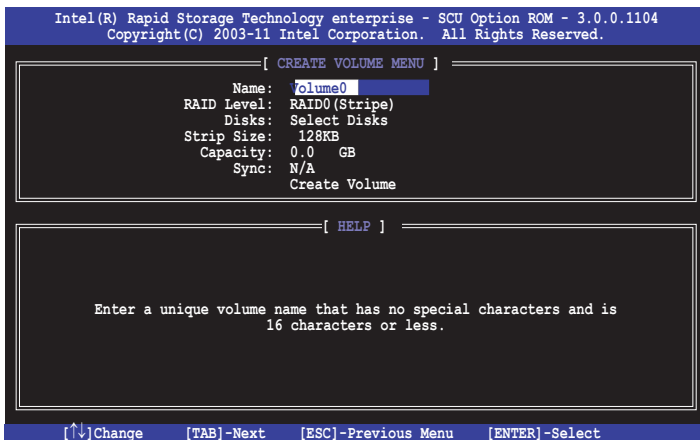 Intel(R) Rapid Storage Technology enterprise - SCU Option ROM - 3.0.0.1104
Copyright(C) 2003-11 Intel Corporation. All Rights Reserved.
[ CREATE VOLUME MENU ]
Name: Volume0
RAID Level: RAID0(Stripe)
Disks: Select Disks
Strip Size: 128KB
Capacity: 0.0 GB
Sync: N/A
Create Volume
[ HELP ]
Enter a unique volume name that has no special characters and is
16 characters or less.
[↑↓]Change [TAB]-Next [ESC]-Previous Menu [ENTER]-Select